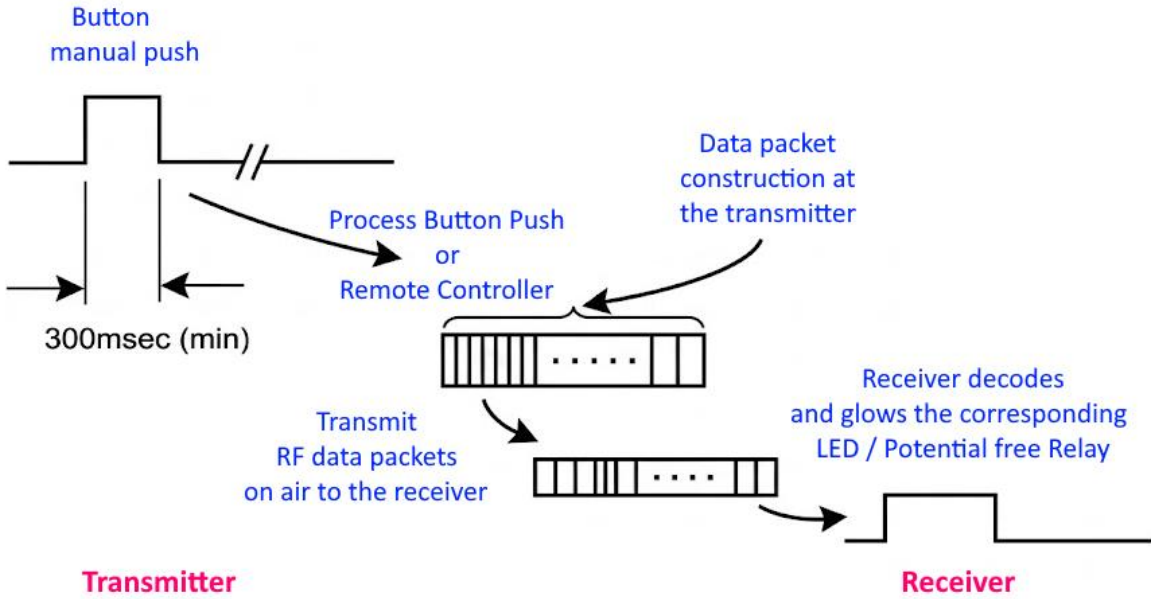 Button
manual push
300msec (min)
Process Button Push
or
Remote Controller
Data packet
construction at
the transmitter
Transmit
RF data packets
on air to the receiver
Receiver decodes
and glows the corresponding
LED / Potential free Relay
Transmitter
Receiver